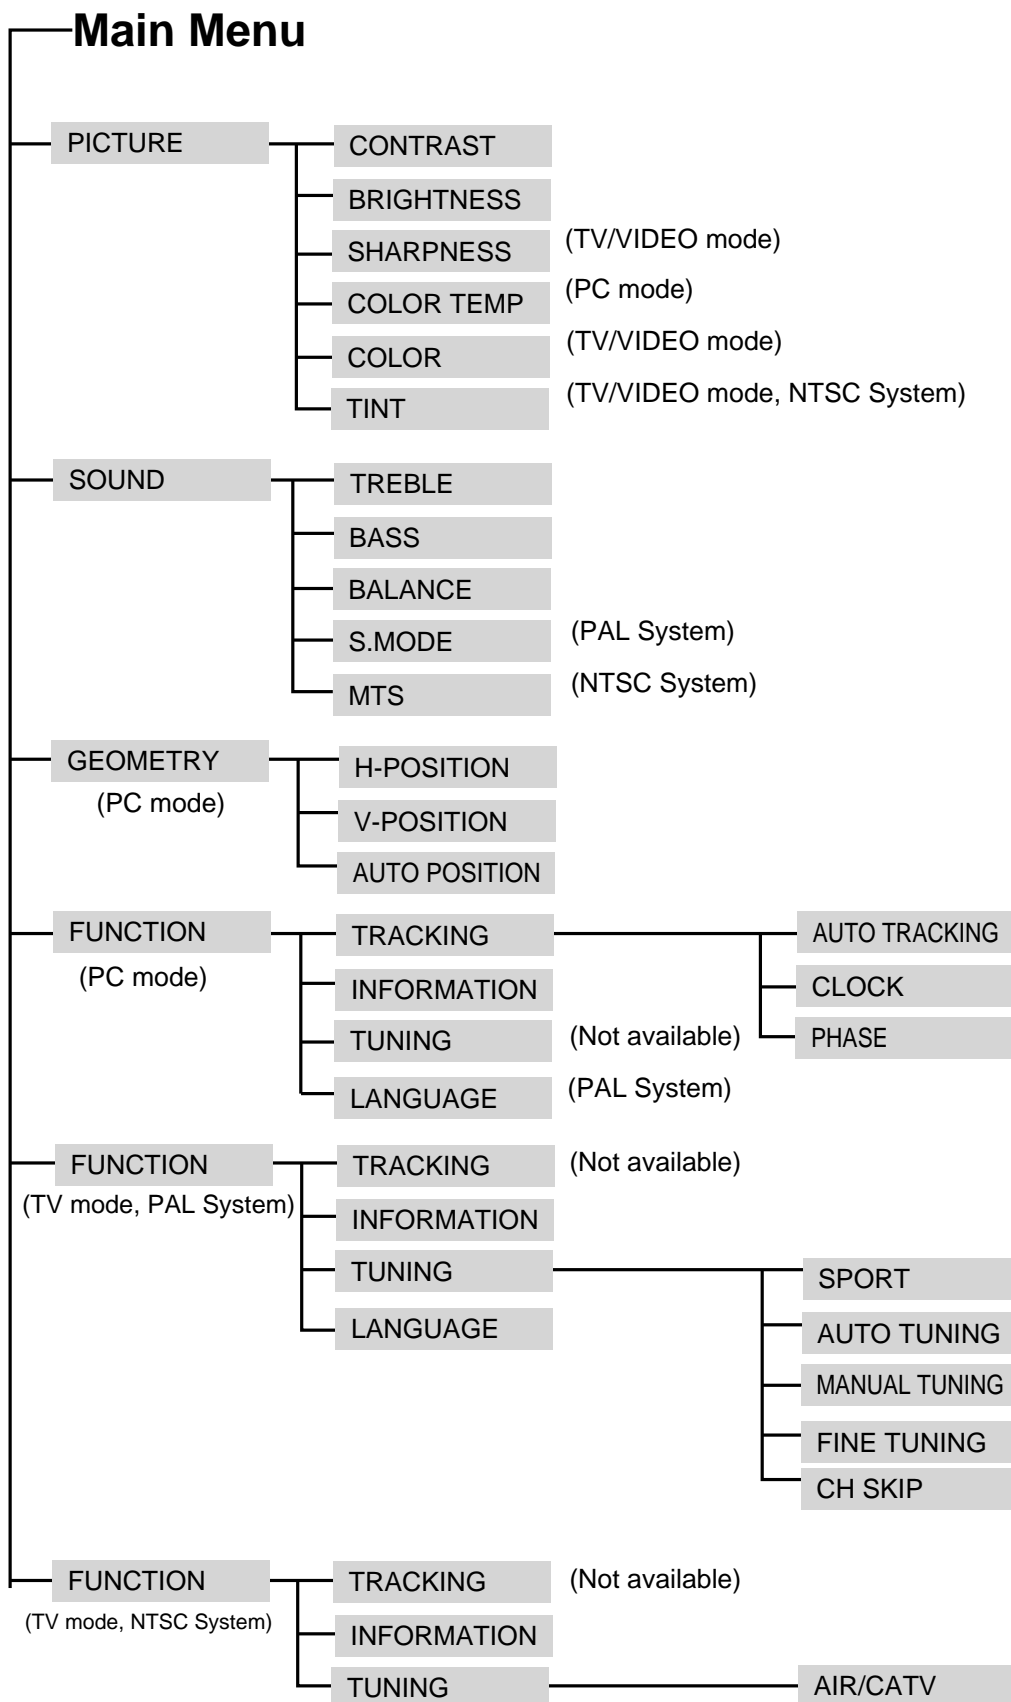 Main Menu
PICTURE
CONTRAST
BRIGHTNESS
SHARPNESS (TV/VIDEO mode)
COLOR TEMP (PC mode)
COLOR (TV/VIDEO mode)
TINT (TV/VIDEO mode, NTSC System)
SOUND
TREBLE
BASS
BALANCE
S.MODE (PAL System)
MTS (NTSC System)
GEOMETRY
(PC mode)
H-POSITION
V-POSITION
AUTO POSITION
FUNCTION
(PC mode)
TRACKING
AUTO TRACKING
CLOCK
PHASE
INFORMATION
TUNING (Not available)
LANGUAGE (PAL System)
FUNCTION
(TV mode, PAL System)
TRACKING (Not available)
INFORMATION
TUNING
SPORT
AUTO TUNING
MANUAL TUNING
FINE TUNING
CH SKIP
LANGUAGE
FUNCTION
(TV mode, NTSC System)
TRACKING (Not available)
INFORMATION
TUNING
AIR/CATV